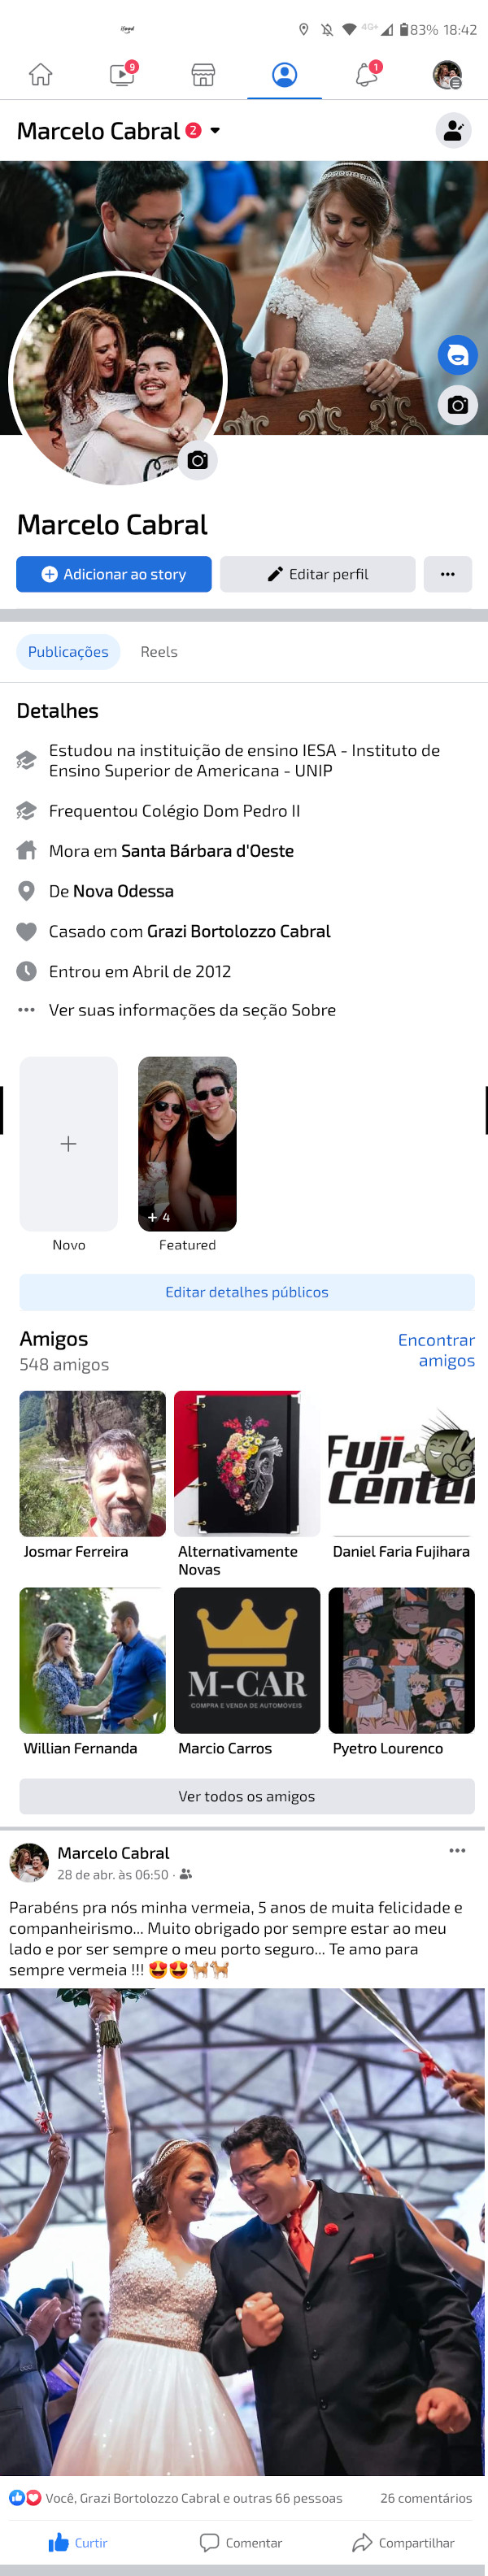 4G+ 83% 18:42
9
1
Marcelo Cabral 2
Marcelo Cabral
Adicionar ao story
Editar perfil
Publicações
Reels
Detalhes
Estudou na instituição de ensino IESA - Instituto de
Ensino Superior de Americana - UNIP
Frequentou Colégio Dom Pedro II
Mora em Santa Bárbara d'Oeste
De Nova Odessa
Casado com Grazi Bortolozzo Cabral
Entrou em Abril de 2012
Ver suas informações da seção Sobre
+ 4
Novo
Featured
Editar detalhes públicos
Amigos
548 amigos
Encontrar
amigos
Fuji
Center
Josmar Ferreira
Alternativamente
Novas
Daniel Faria Fujihara
M-CAR
COMPRA E VENDA DE AUTOMÓVEIS
Willian Fernanda
Marcio Carros
Pyetro Lourenco
Ver todos os amigos
Marcelo Cabral
28 de abr. às 06:50 ·
Parabéns pra nós minha vermeia, 5 anos de muita felicidade e
companheirismo... Muito obrigado por sempre estar ao meu
lado e por ser sempre o meu porto seguro... Te amo para
sempre vermeia !!! 😍😍🐕🐕
Você, Grazi Bortolozzo Cabral e outras 66 pessoas
26 comentários
Curtir
Comentar
Compartilhar